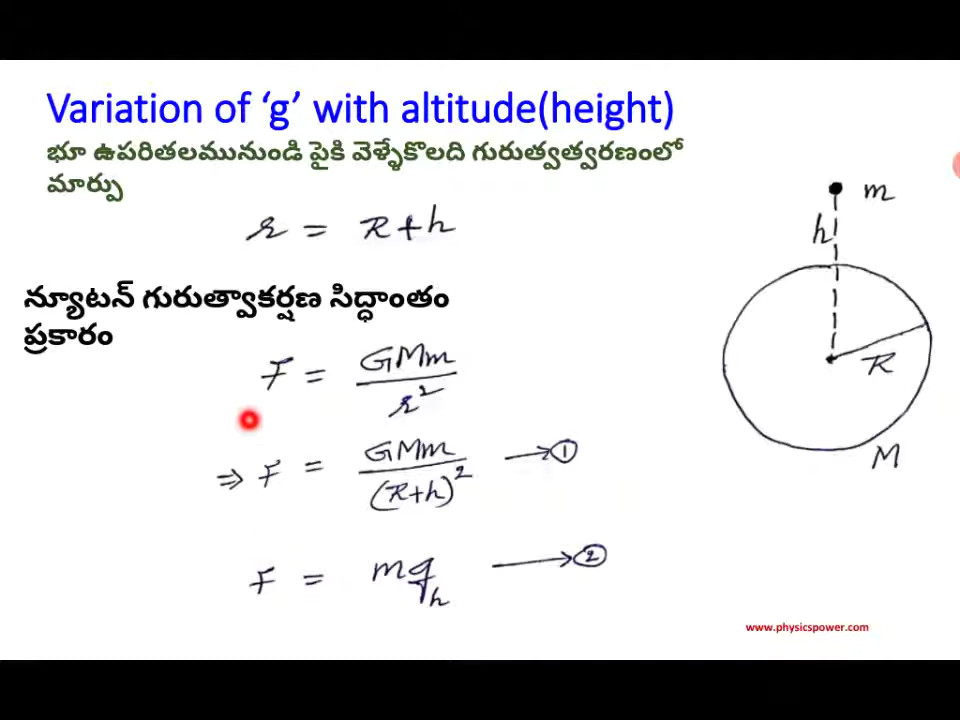 Variation of ‘g’ with altitude(height)
భూ ఉపరితలమునుండి పైకి వెళ్ళేకొలది గురుత్వత్వరణంలో
మార్పు
r = R+h
న్యూటన్ గురుత్వాకర్షణ సిద్ధాంతం
ప్రకారం
F = GMm / r²
⇒ F = GMm / (R+h)² → ①
F = mg_h → ②
m
h
R
M
www.physicspower.com